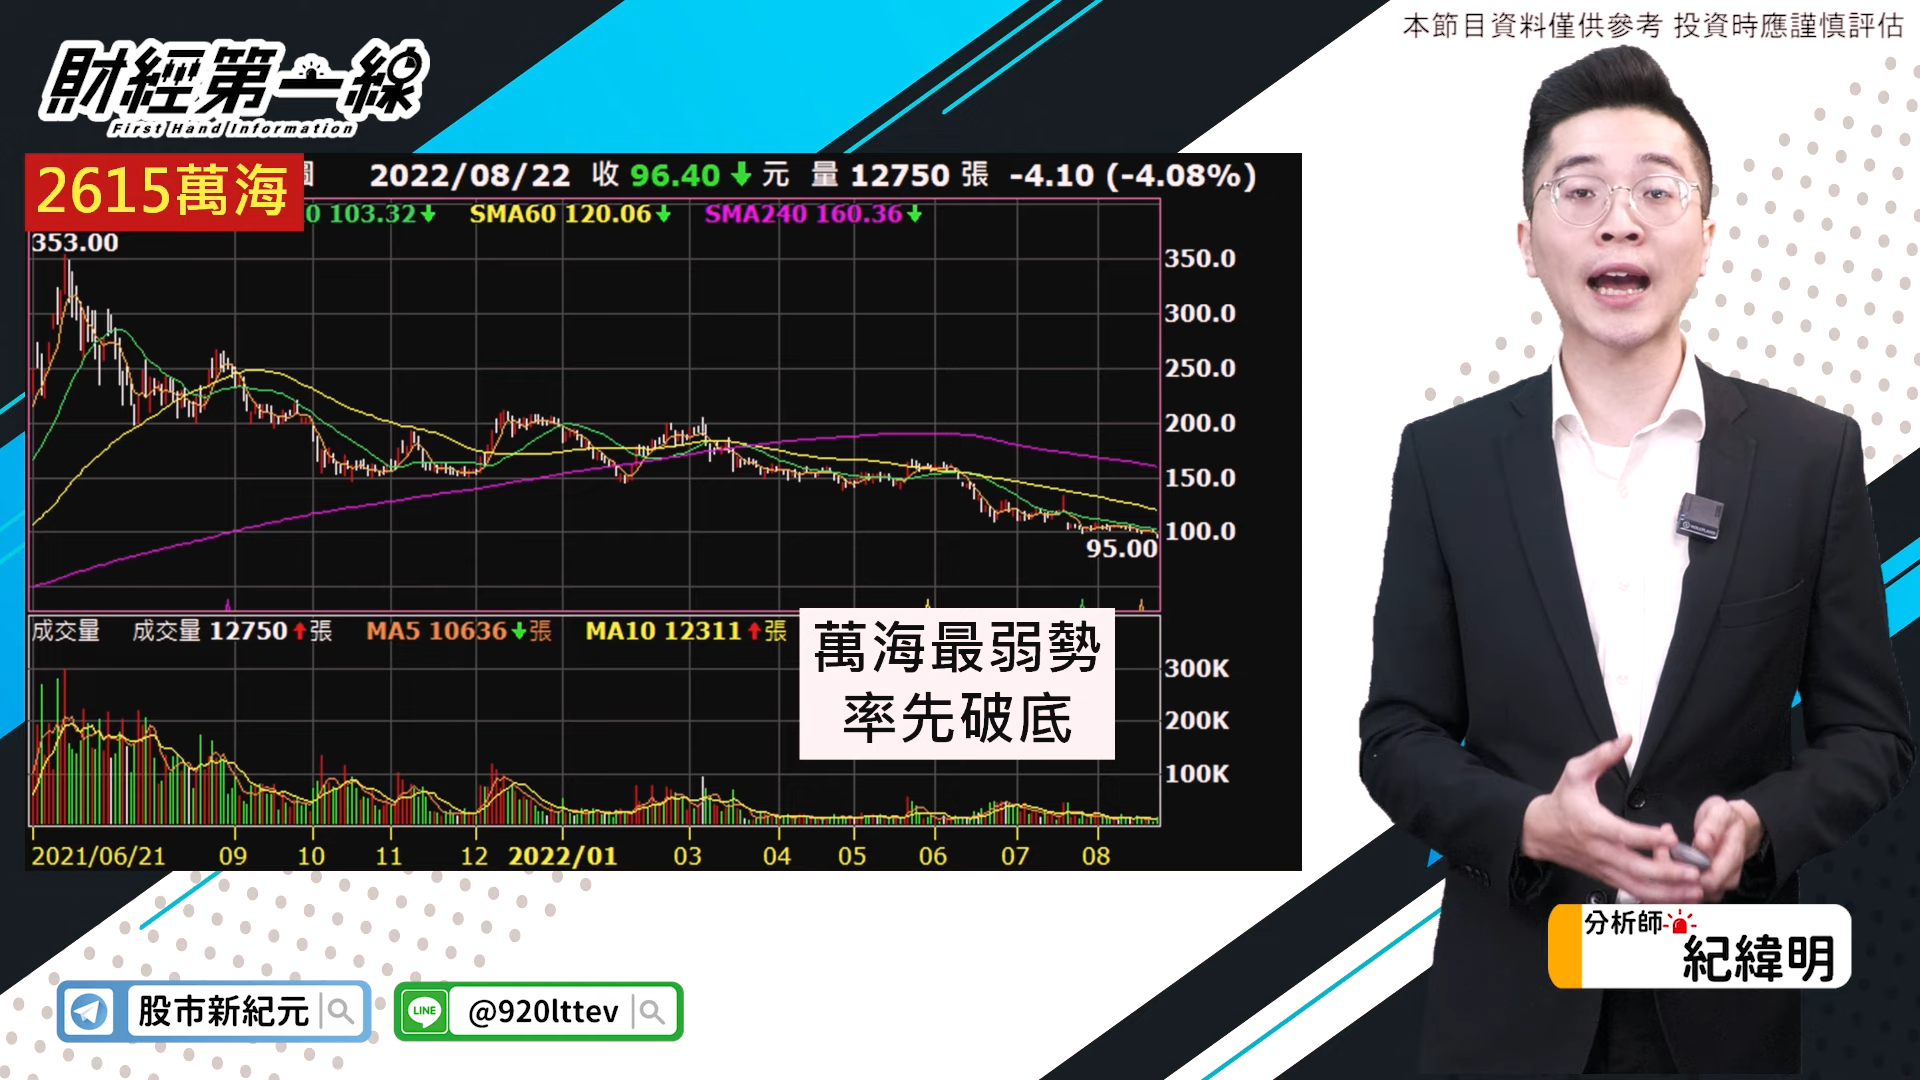 本節目資料僅供參考 投資時應謹慎評估
財經第一線
First Hand Information
2615萬海
圖 2022/08/22 收 96.40 ↓ 元 量 12750 張 -4.10 (-4.08%)
0 103.32↓ SMA60 120.06↓ SMA240 160.36↓
353.00
350.0
300.0
250.0
200.0
150.0
100.0
95.00
成交量 成交量 12750↑張 MA5 10636↓張 MA10 12311↑張
萬海最弱勢
率先破底
300K
200K
100K
2021/06/21 09 10 11 12 2022/01 03 04 05 06 07 08
分析師
紀緯明
股市新紀元
LINE
@920lttev